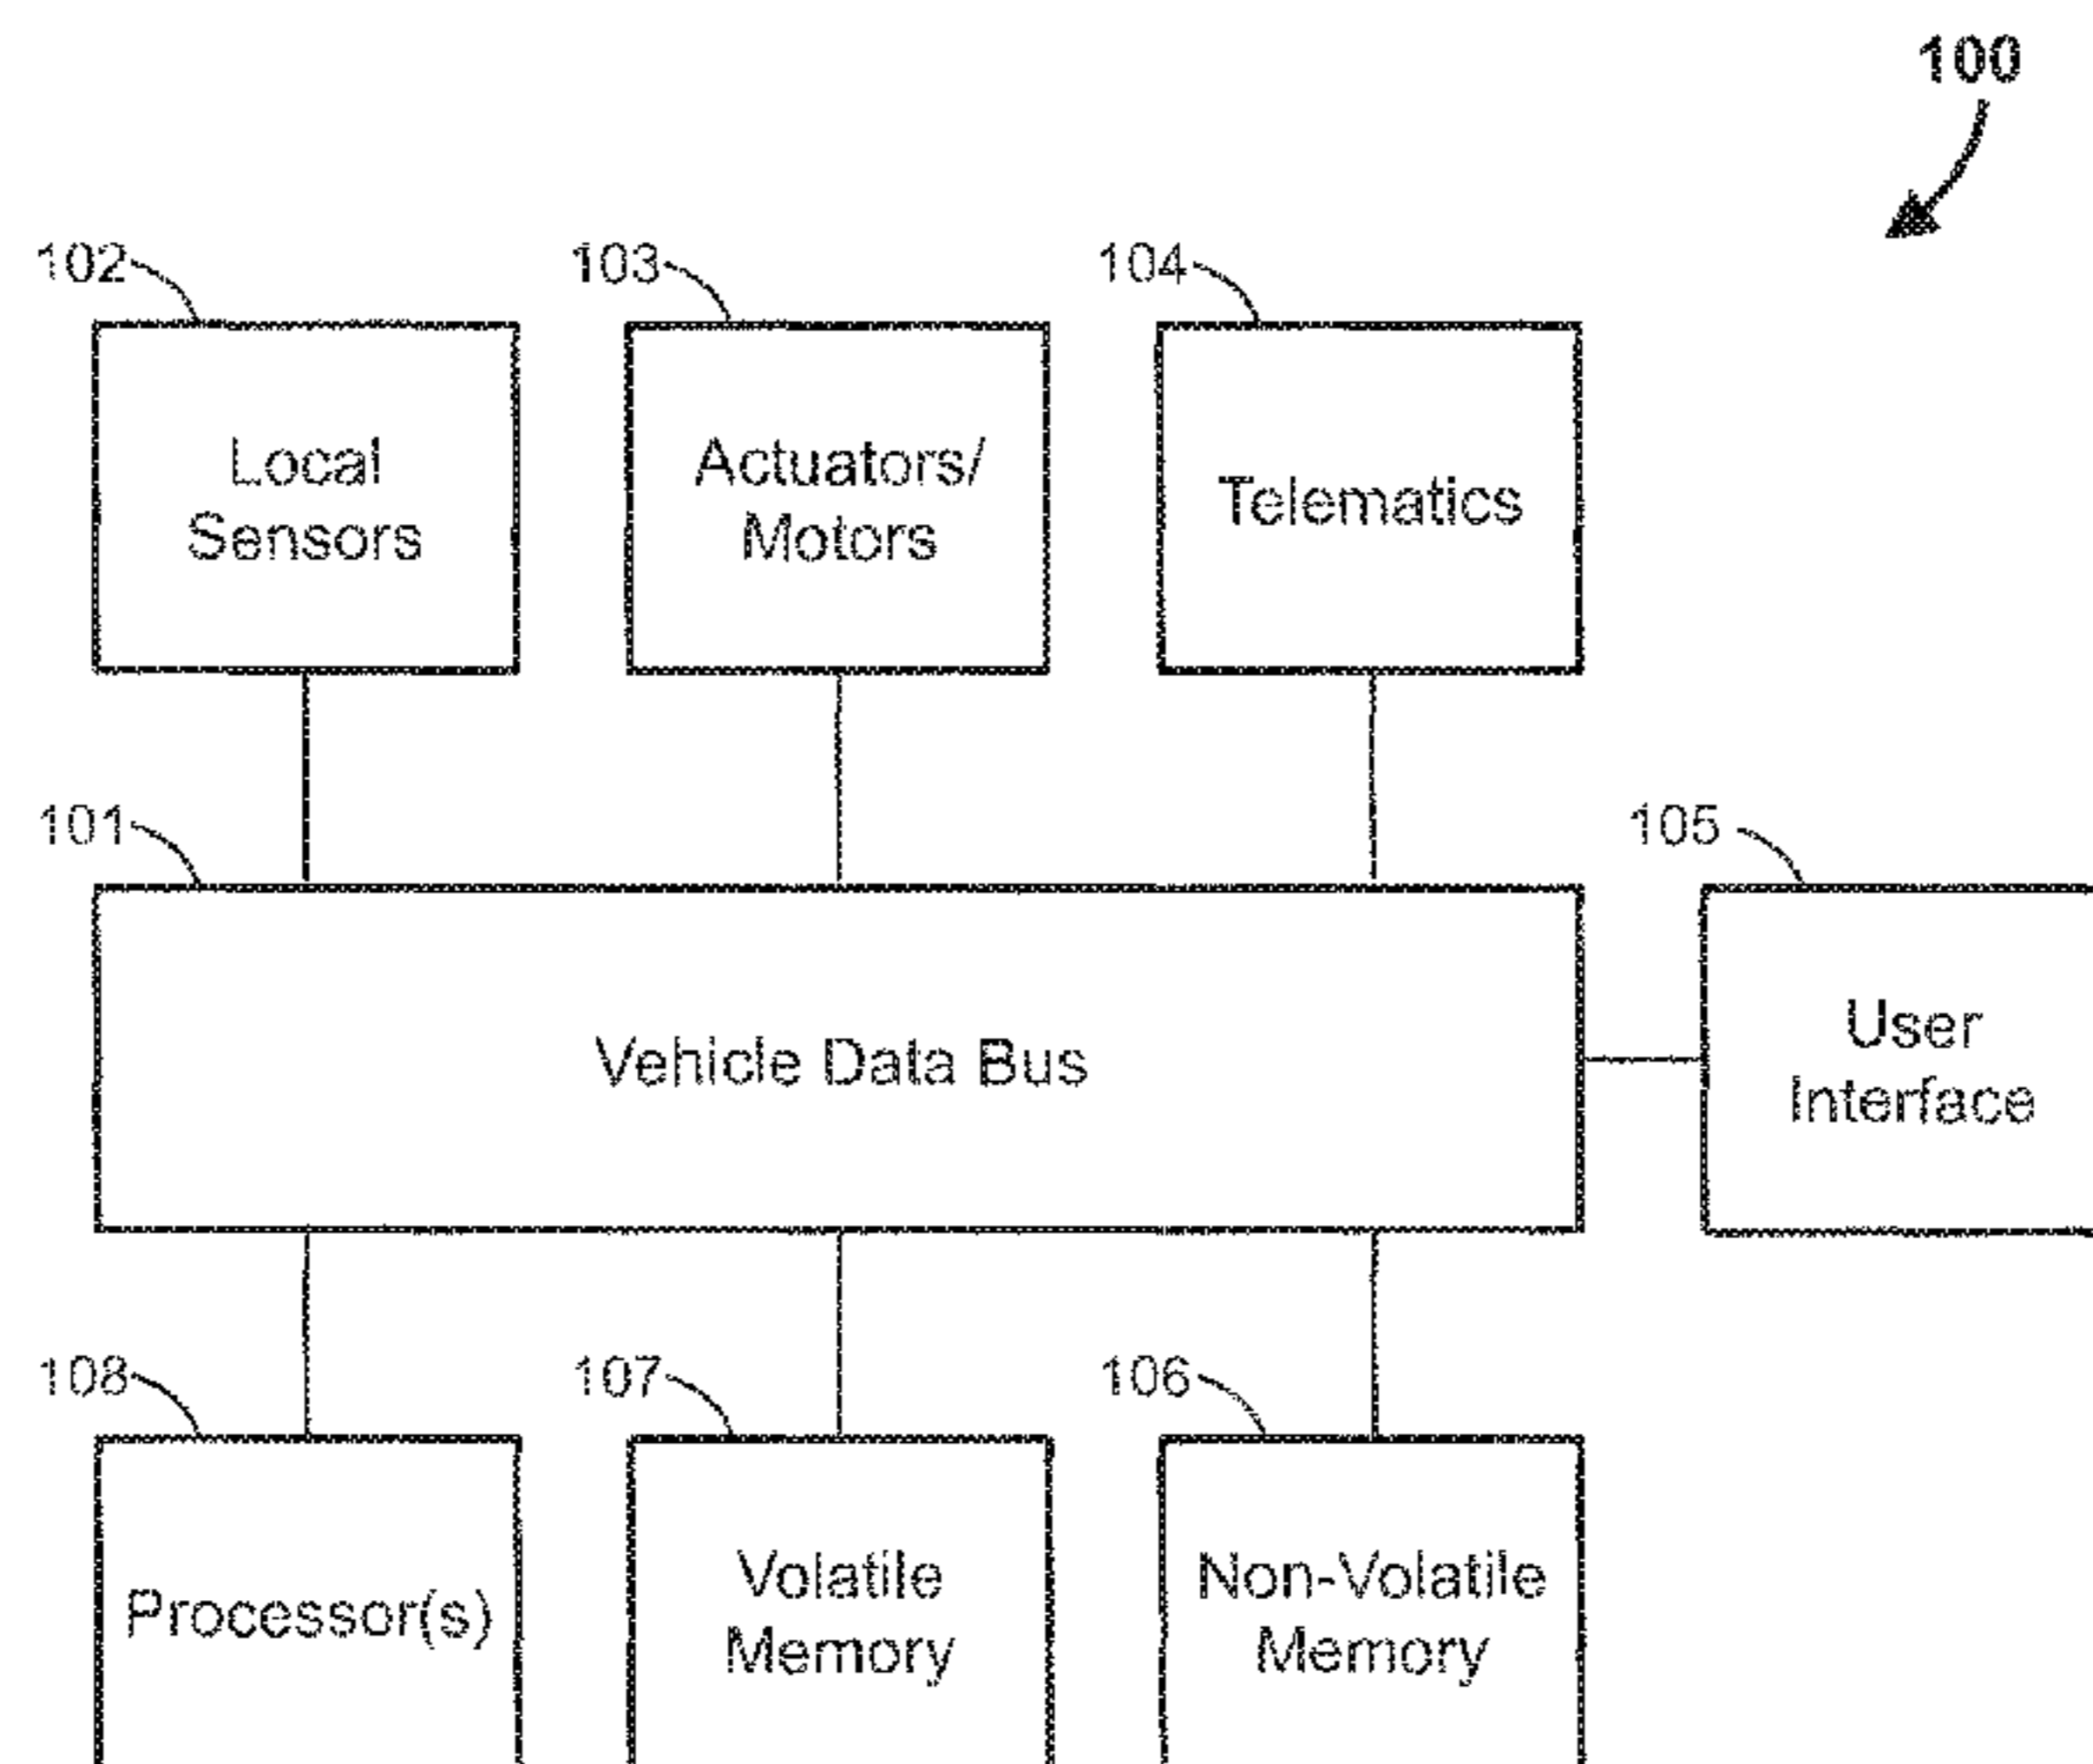 100
102
103
104
Local
Sensors
Actuators/
Motors
Telematics
101
105
Vehicle Data Bus
User
Interface
108
107
106
Processor(s)
Volatile
Memory
Non-Volatile
Memory